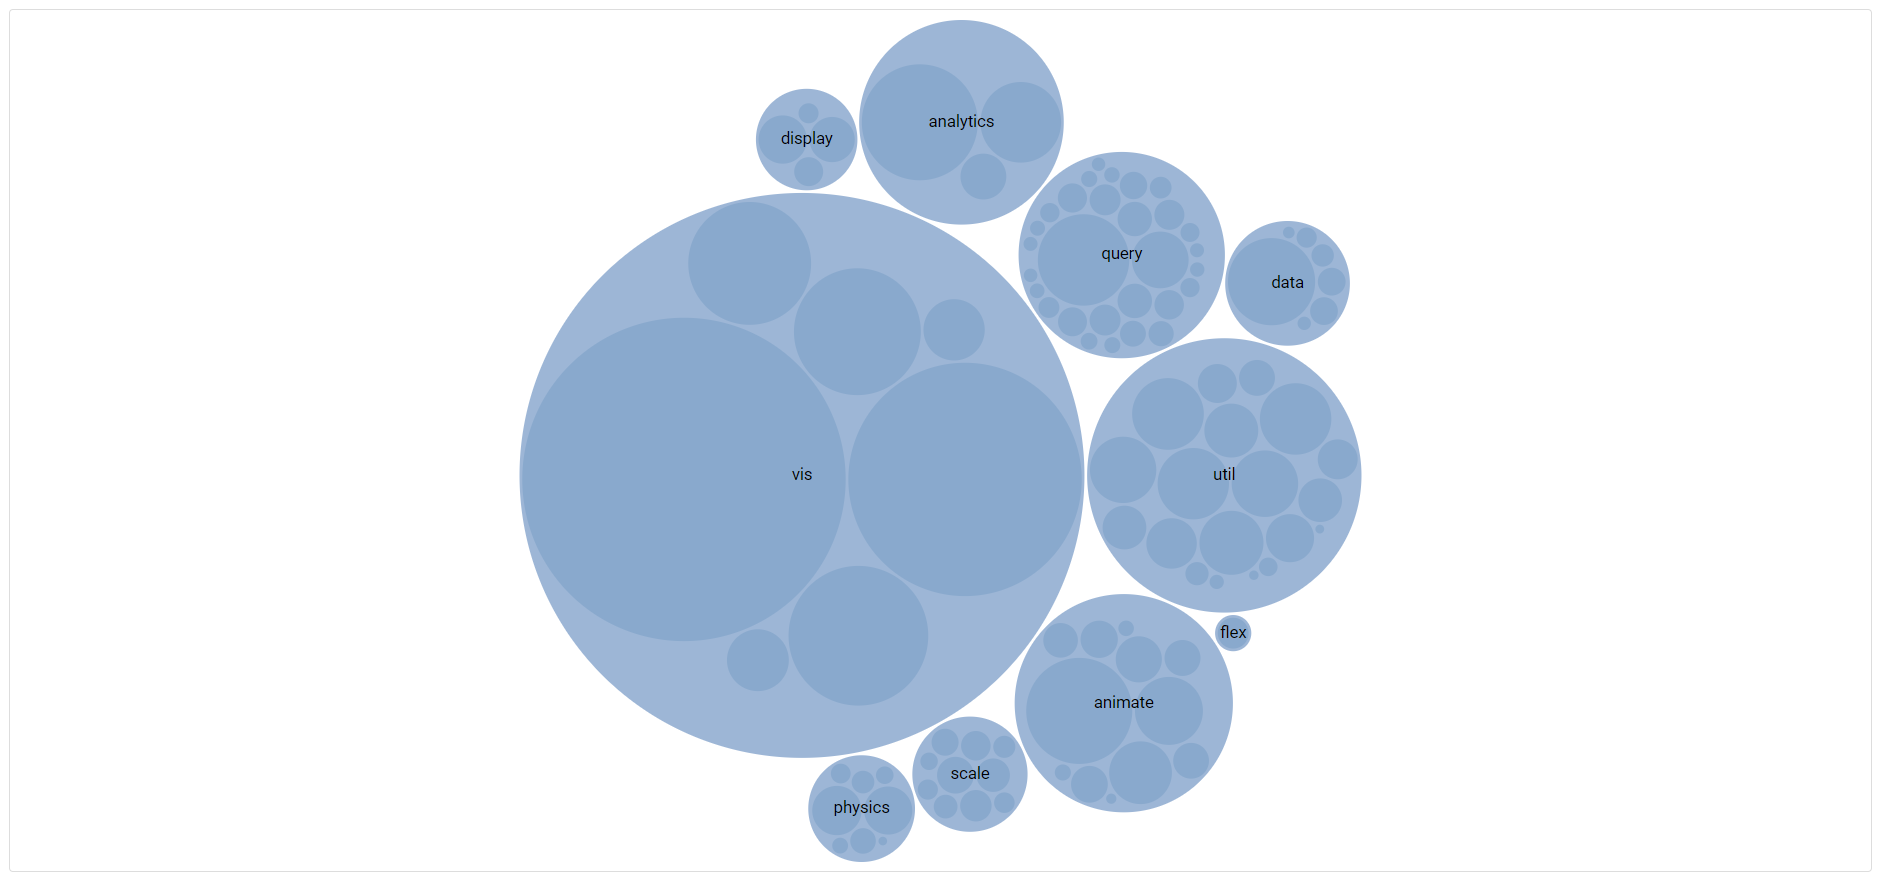 analytics
display
query
data
vis
util
flex
animate
scale
physics